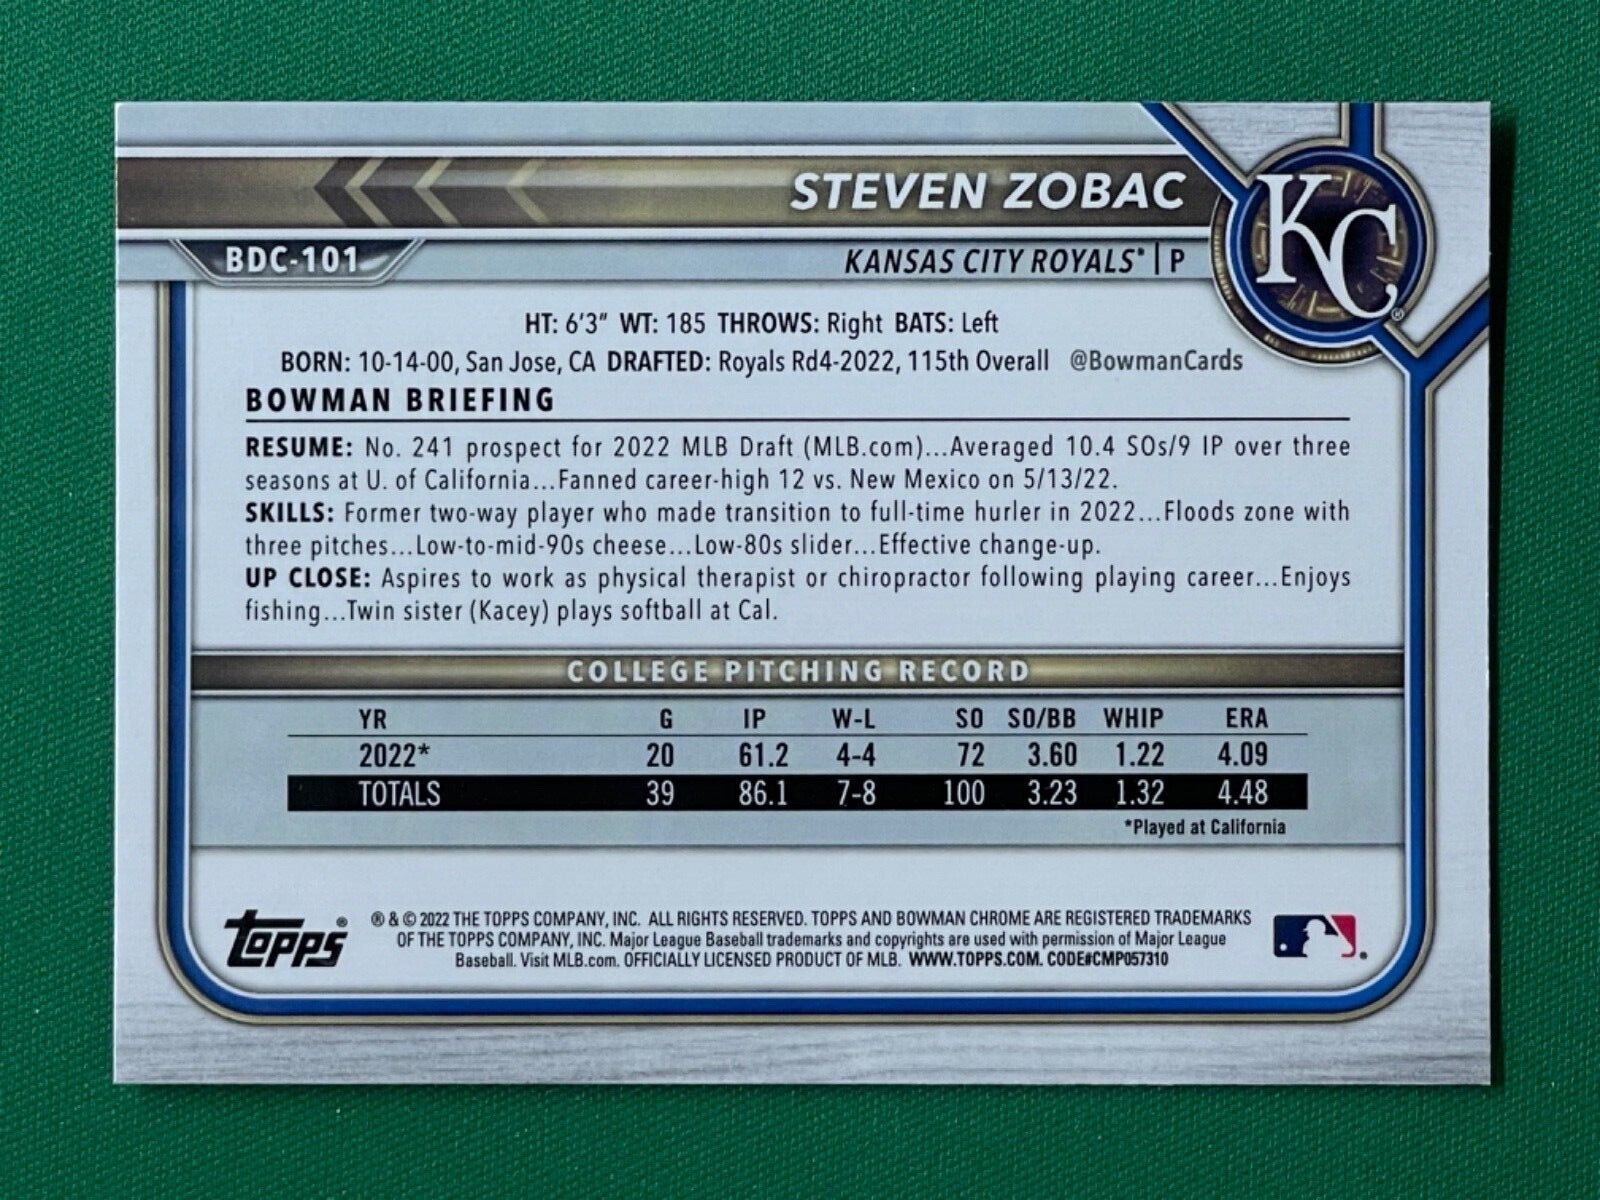 STEVEN ZOBAC
KC
BDC-101
KANSAS CITY ROYALS® | P
HT: 6'3" WT: 185 THROWS: Right BATS: Left
BORN: 10-14-00, San Jose, CA DRAFTED: Royals Rd4-2022, 115th Overall @BowmanCards
BOWMAN BRIEFING
RESUME: No. 241 prospect for 2022 MLB Draft (MLB.com)...Averaged 10.4 SOs/9 IP over three
seasons at U. of California...Fanned career-high 12 vs. New Mexico on 5/13/22.
SKILLS: Former two-way player who made transition to full-time hurler in 2022...Floods zone with
three pitches...Low-to-mid-90s cheese...Low-80s slider...Effective change-up.
UP CLOSE: Aspires to work as physical therapist or chiropractor following playing career...Enjoys
fishing...Twin sister (Kacey) plays softball at Cal.
COLLEGE PITCHING RECORD
YR G IP W-L SO SO/BB WHIP ERA
2022* 20 61.2 4-4 72 3.60 1.22 4.09
TOTALS 39 86.1 7-8 100 3.23 1.32 4.48
*Played at California
topps®
® & © 2022 THE TOPPS COMPANY, INC. ALL RIGHTS RESERVED. TOPPS AND BOWMAN CHROME ARE REGISTERED TRADEMARKS
OF THE TOPPS COMPANY, INC. Major League Baseball trademarks and copyrights are used with permission of Major League
Baseball. Visit MLB.com. OFFICIALLY LICENSED PRODUCT OF MLB. WWW.TOPPS.COM. CODE#CMP057310